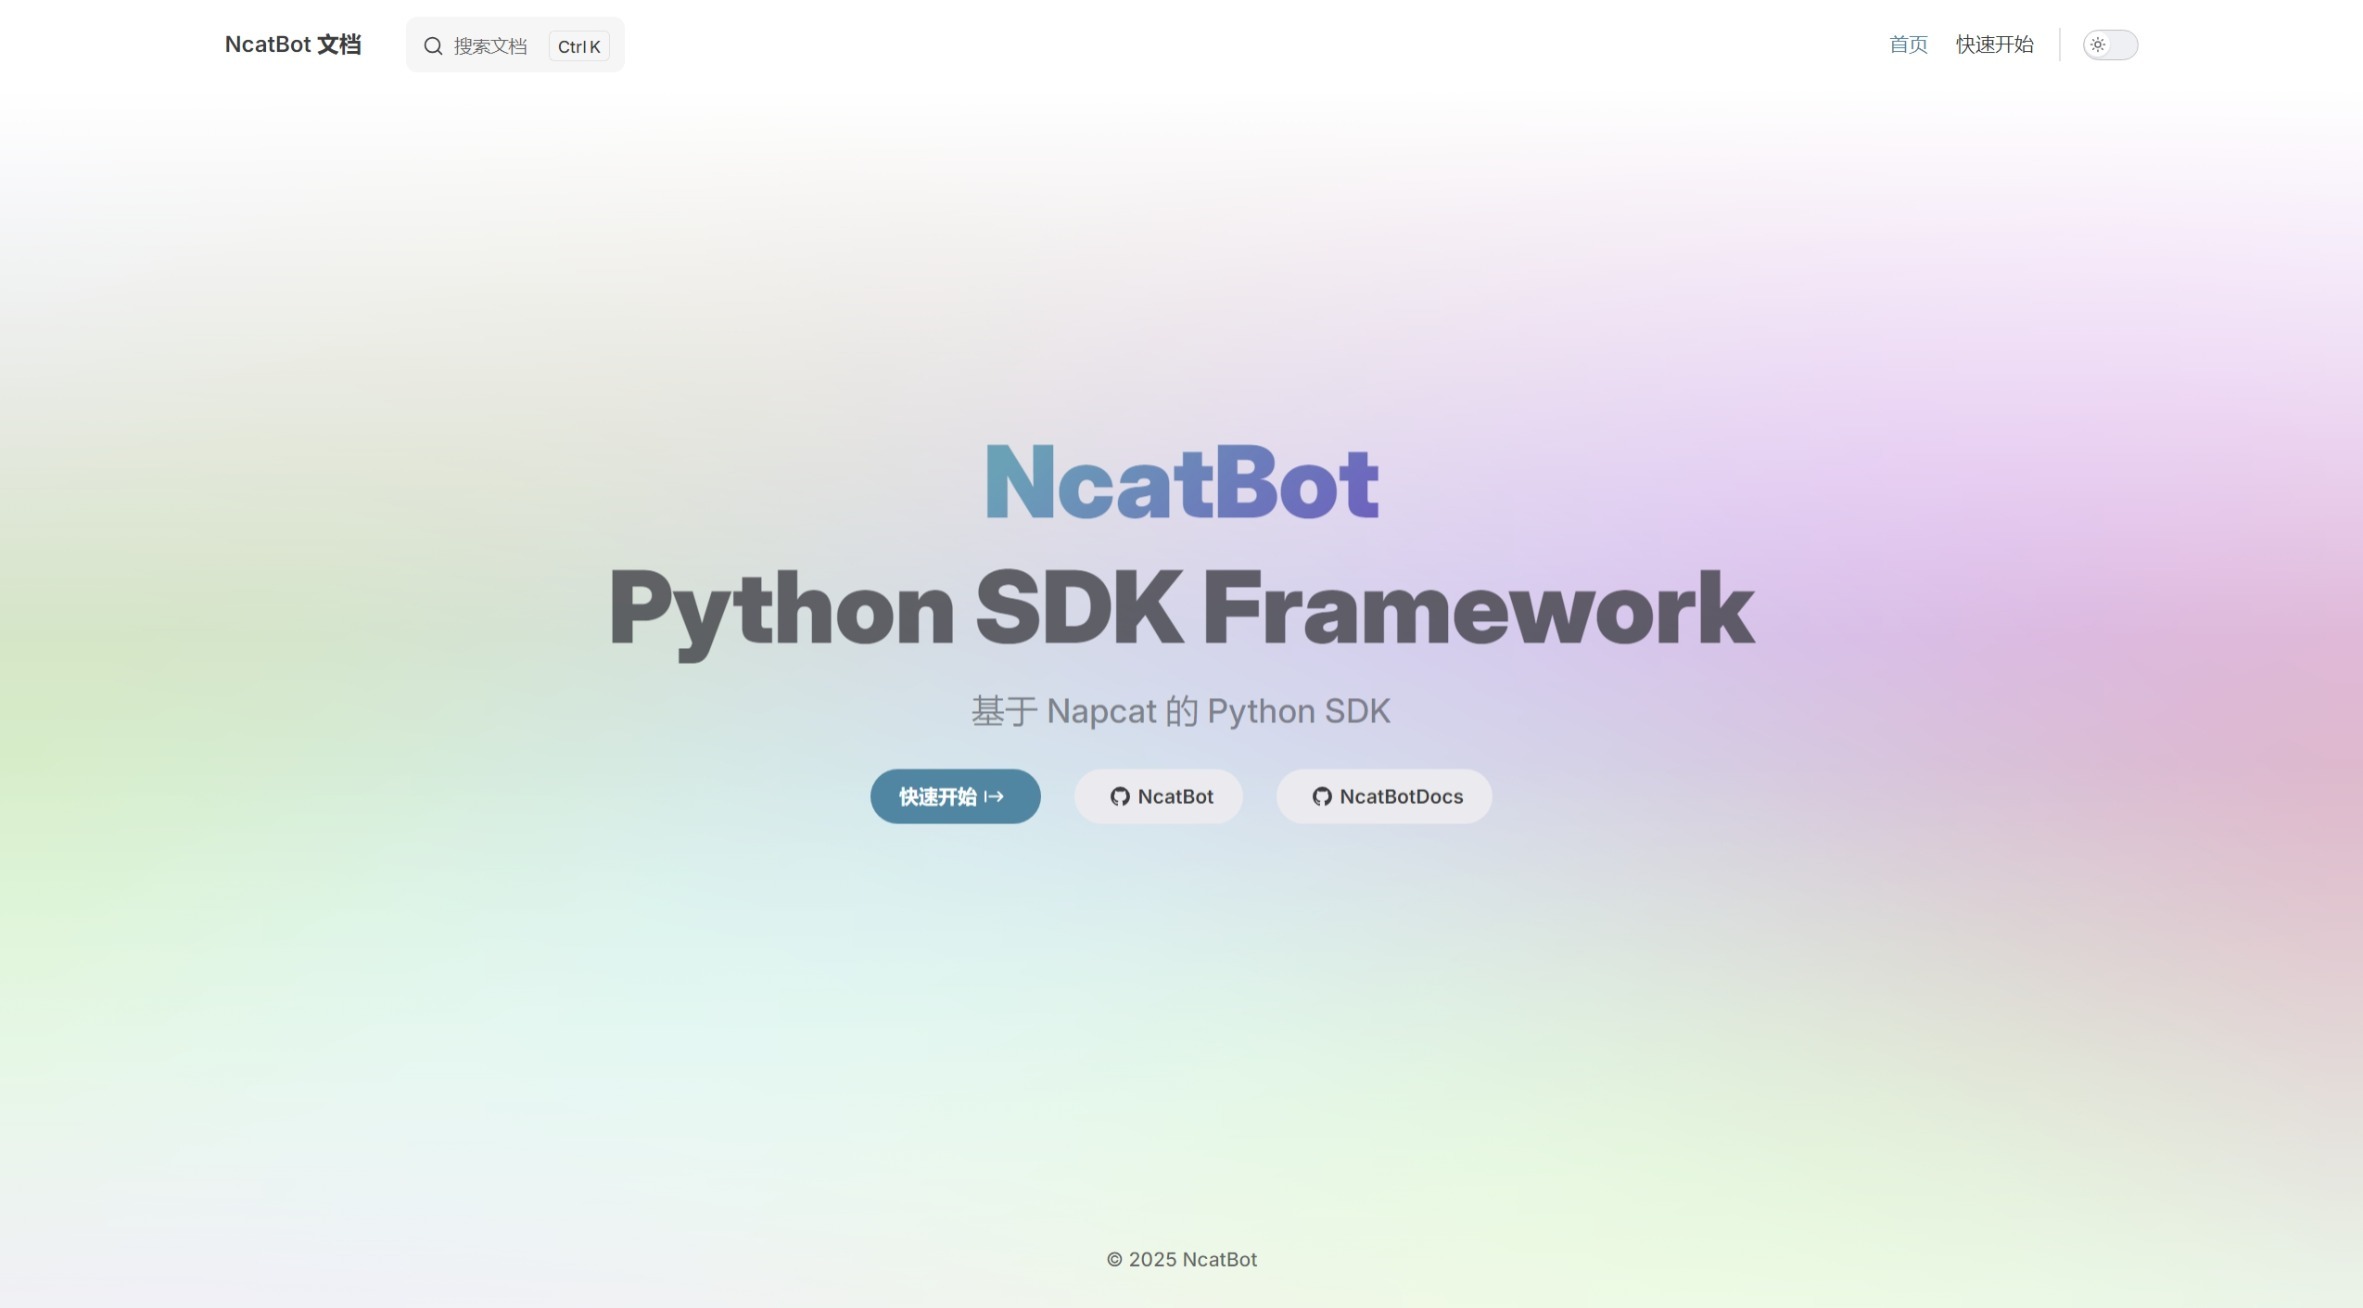 NcatBot 文档
搜索文档 Ctrl K
首页 快速开始
NcatBot
Python SDK Framework
基于 Napcat 的 Python SDK
快速开始
NcatBot
NcatBotDocs
© 2025 NcatBot